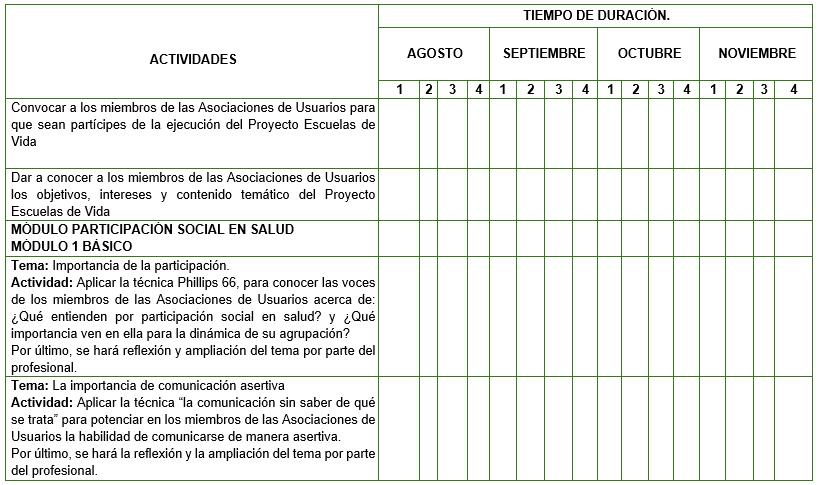 ACTIVIDADES
TIEMPO DE DURACIÓN.
AGOSTO SEPTIEMBRE OCTUBRE NOVIEMBRE
1 2 3 4 1 2 3 4 1 2 3 4 1 2 3 4
Convocar a los miembros de las Asociaciones de Usuarios para
que sean partícipes de la ejecución del Proyecto Escuelas de
Vida
Dar a conocer a los miembros de las Asociaciones de Usuarios
los objetivos, intereses y contenido temático del Proyecto
Escuelas de Vida
MÓDULO PARTICIPACIÓN SOCIAL EN SALUD
MÓDULO 1 BÁSICO
Tema: Importancia de la participación.
Actividad: Aplicar la técnica Phillips 66, para conocer las voces
de los miembros de las Asociaciones de Usuarios acerca de:
¿Qué entienden por participación social en salud? y ¿Qué
importancia ven en ella para la dinámica de su agrupación?
Por último, se hará reflexión y ampliación del tema por parte del
profesional.
Tema: La importancia de comunicación asertiva
Actividad: Aplicar la técnica “la comunicación sin saber de qué
se trata” para potenciar en los miembros de las Asociaciones de
Usuarios la habilidad de comunicarse de manera asertiva.
Por último, se hará la reflexión y la ampliación del tema por parte
del profesional.